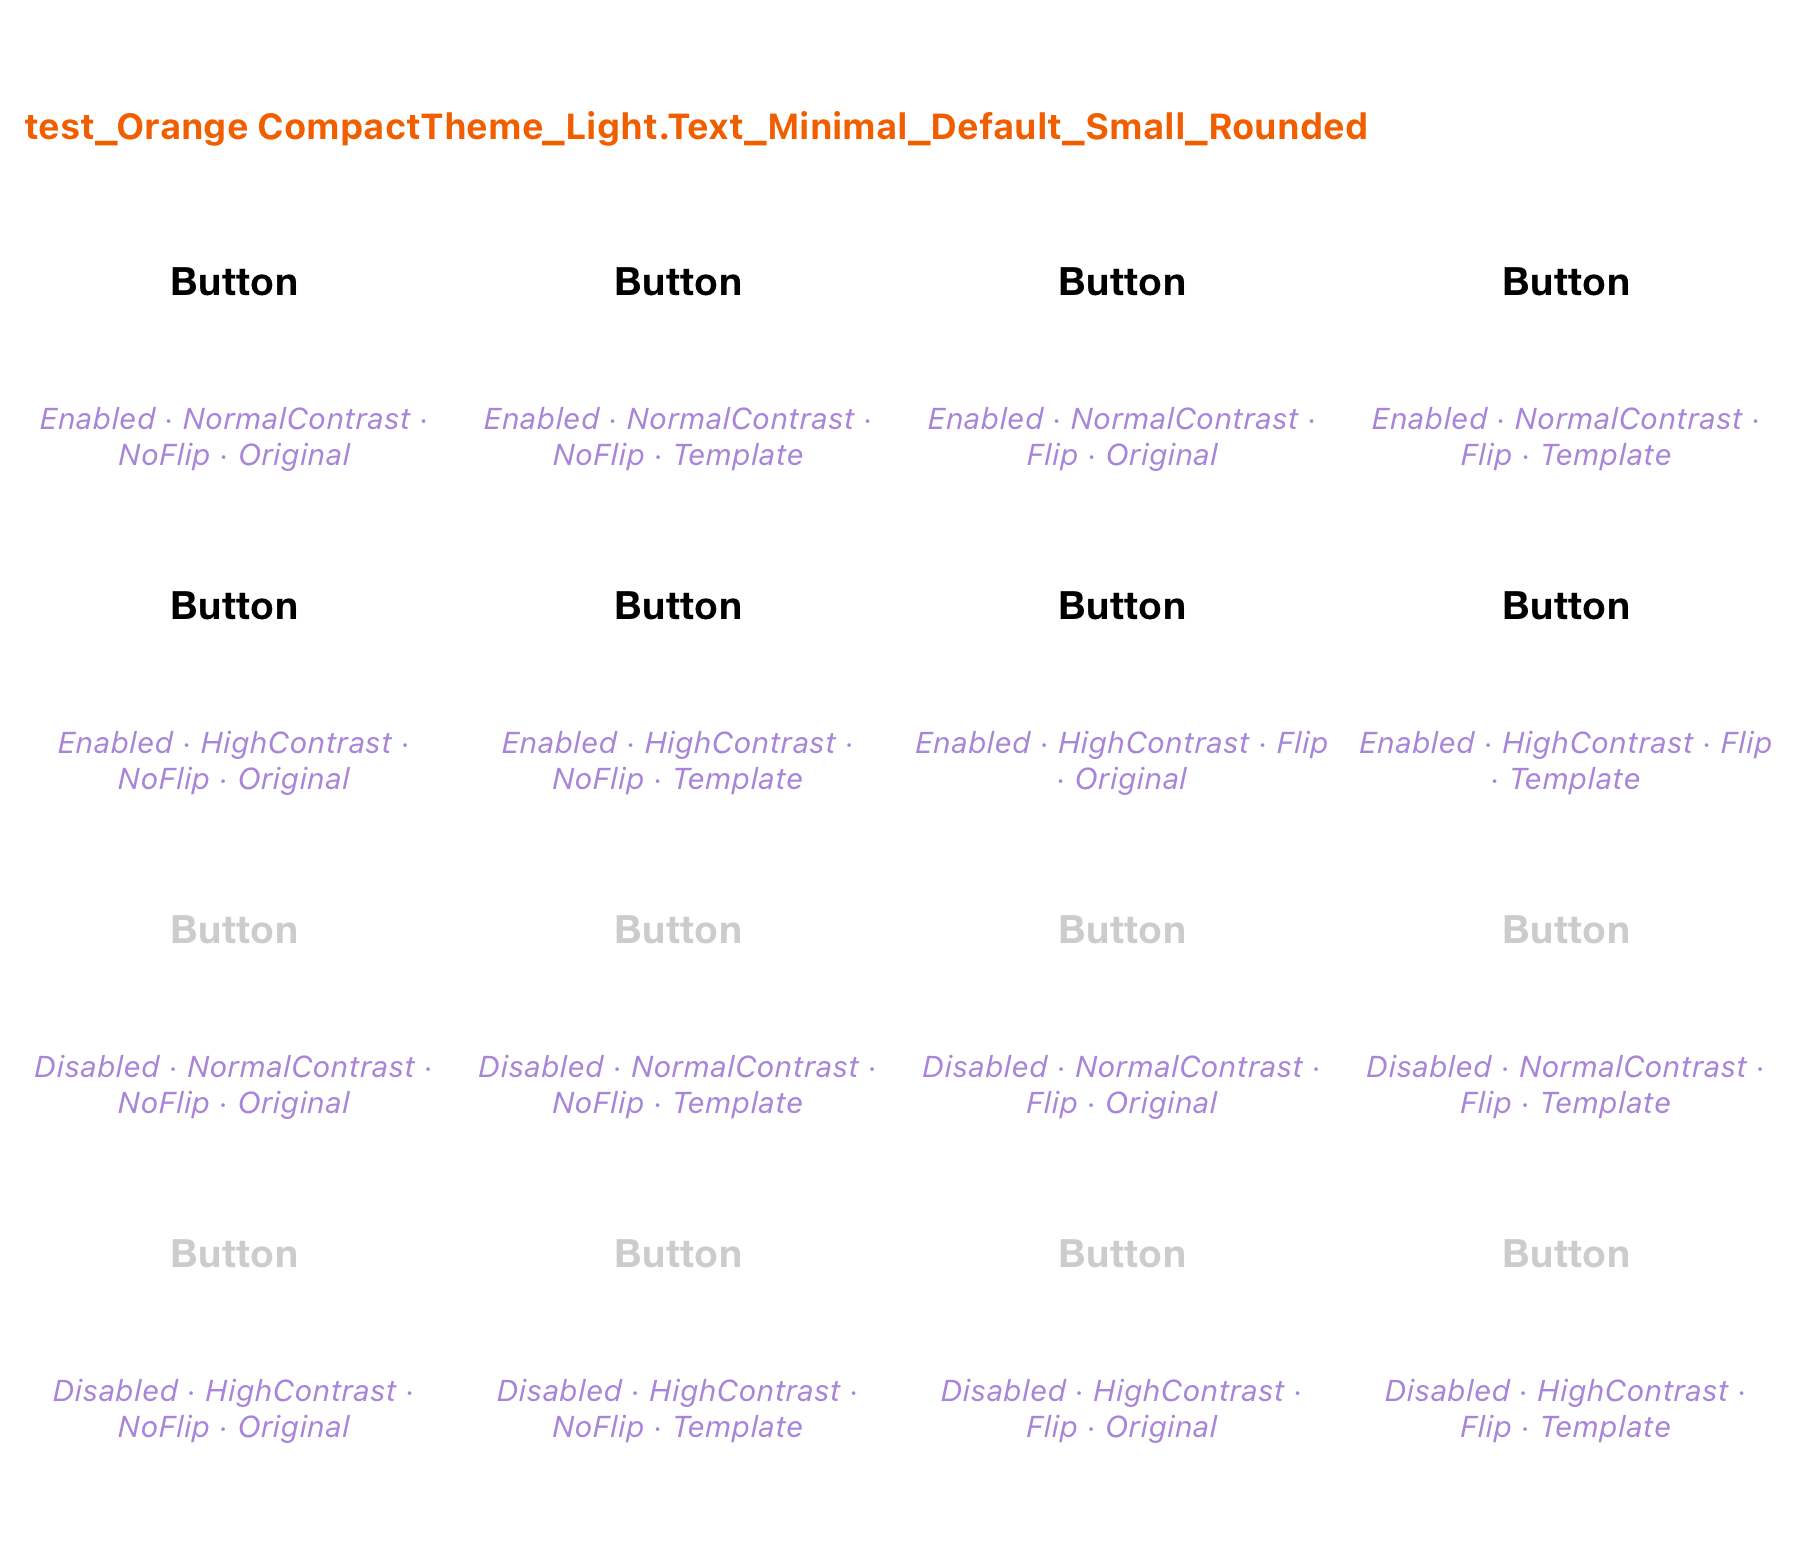 test_Orange CompactTheme_Light.Text_Minimal_Default_Small_Rounded
Button Button Button Button
Enabled · NormalContrast · Enabled · NormalContrast · Enabled · NormalContrast · Enabled · NormalContrast ·
NoFlip · Original NoFlip · Template Flip · Original Flip · Template
Button Button Button Button
Enabled · HighContrast · Enabled · HighContrast · Enabled · HighContrast · Flip Enabled · HighContrast · Flip
NoFlip · Original NoFlip · Template · Original · Template
Button Button Button Button
Disabled · NormalContrast · Disabled · NormalContrast · Disabled · NormalContrast · Disabled · NormalContrast ·
NoFlip · Original NoFlip · Template Flip · Original Flip · Template
Button Button Button Button
Disabled · HighContrast · Disabled · HighContrast · Disabled · HighContrast · Disabled · HighContrast ·
NoFlip · Original NoFlip · Template Flip · Original Flip · Template